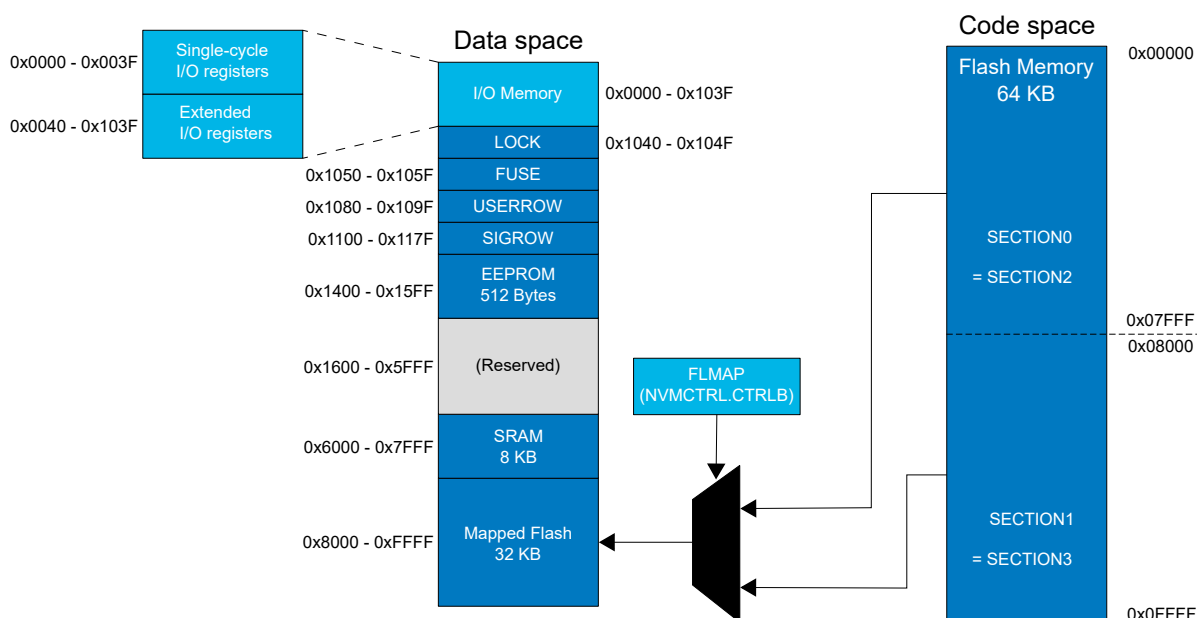 Data space
Code space
0x0000 - 0x003F
Single-cycle
I/O registers
0x0040 - 0x103F
Extended
I/O registers
I/O Memory
0x0000 - 0x103F
LOCK
0x1040 - 0x104F
0x1050 - 0x105F
FUSE
0x1080 - 0x109F
USERROW
0x1100 - 0x117F
SIGROW
0x1400 - 0x15FF
EEPROM
512 Bytes
0x1600 - 0x5FFF
(Reserved)
0x6000 - 0x7FFF
SRAM
8 KB
0x8000 - 0xFFFF
Mapped Flash
32 KB
FLMAP
(NVMCTRL.CTRLB)
Flash Memory
64 KB
0x00000
SECTION0
= SECTION2
0x07FFF
0x08000
SECTION1
= SECTION3
0x0FFFF